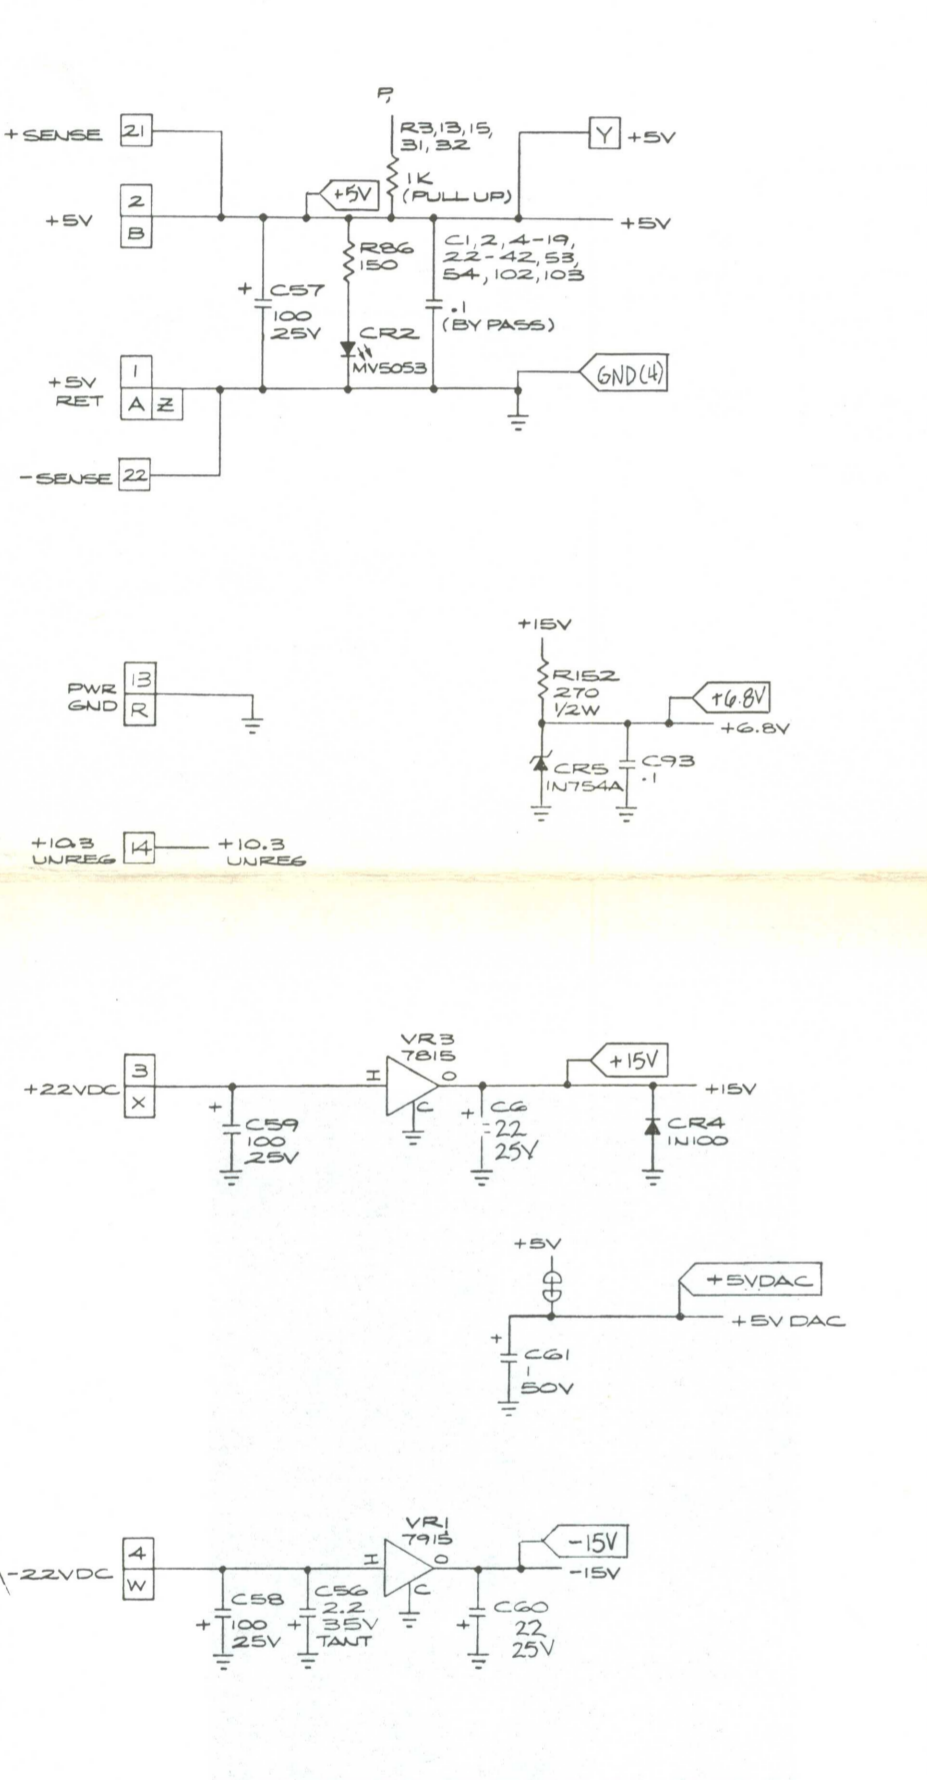 P,
+SENSE 21
R3,13,15,
31,32
Y +5V
1K
(PULL UP)
+5V
2
+5V
B
+5V
R86
150
C1,2,4-19,
22-42,53,
54,102,103
+ C57
100
25V
.1
(BYPASS)
CR2
MV5053
1
+5V
RET
A Z
GND(4)
-SENSE 22
+15V
13
PWR
GND
R
R152
270
1/2W
+6.8V
+6.8V
CR5
1N754A
C93
.1
+10.3
UNREG
14
+10.3
UNREG
VR3
7815
3
+22VDC
X
I O
C
+15V
+15V
+ C59
100
25V
+ C6
22
25V
CR4
1N100
+5V
+5VDAC
+5V DAC
+ C61
1
50V
VR1
7915
4
-22VDC
W
I O
C
-15V
-15V
C58
+ 100
25V
C56
2.2
+ 35V
TANT
C60
+ 22
25V